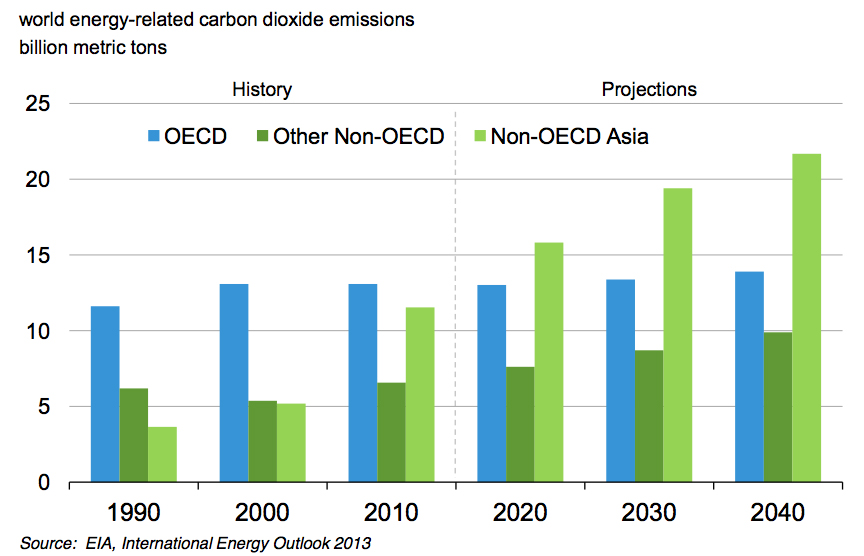 world energy-related carbon dioxide emissions
billion metric tons
History Projections
25
OECD Other Non-OECD Non-OECD Asia
20
15
10
5
0
1990 2000 2010 2020 2030 2040
Source: EIA, International Energy Outlook 2013